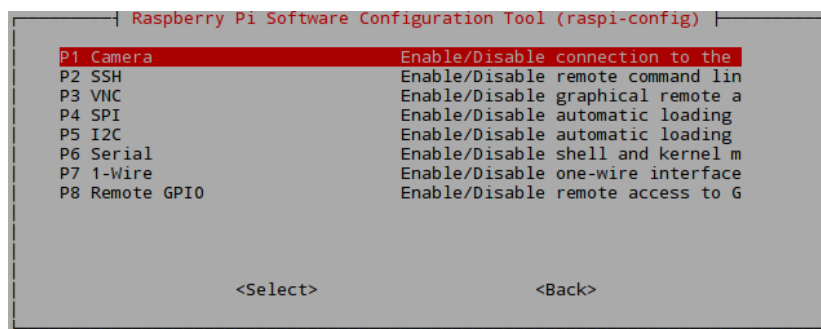 Raspberry Pi Software Configuration Tool (raspi-config)
P1 Camera Enable/Disable connection to the
P2 SSH Enable/Disable remote command lin
P3 VNC Enable/Disable graphical remote a
P4 SPI Enable/Disable automatic loading
P5 I2C Enable/Disable automatic loading
P6 Serial Enable/Disable shell and kernel m
P7 1-Wire Enable/Disable one-wire interface
P8 Remote GPIO Enable/Disable remote access to G
<Select> <Back>